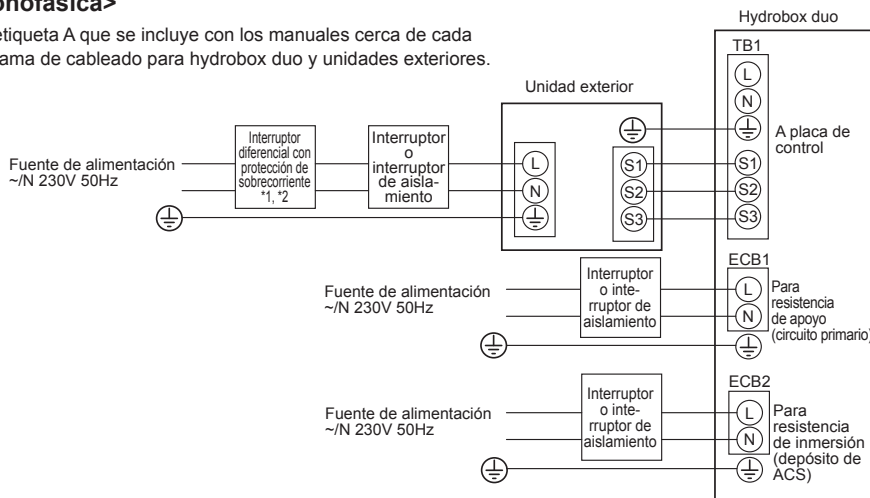 onofásica>
etiqueta A que se incluye con los manuales cerca de cada
ama de cableado para hydrobox duo y unidades exteriores.
Hydrobox duo
TB1
L
N
A placa de
control
S1
S2
S3
Unidad exterior
L
N
S1
S2
S3
Fuente de alimentación
~/N 230V 50Hz
Interruptor
diferencial con
protección de
sobrecorriente
*1, *2
Interruptor
o
interruptor
de aisla-
miento
ECB1
L
N
Para
resistencia
de apoyo
(circuito primario)
Fuente de alimentación
~/N 230V 50Hz
Interruptor
o inte-
rruptor de
aislamiento
ECB2
L
N
Para
resistencia
de inmersión
(depósito de
ACS)
Fuente de alimentación
~/N 230V 50Hz
Interruptor
o inte-
rruptor de
aislamiento